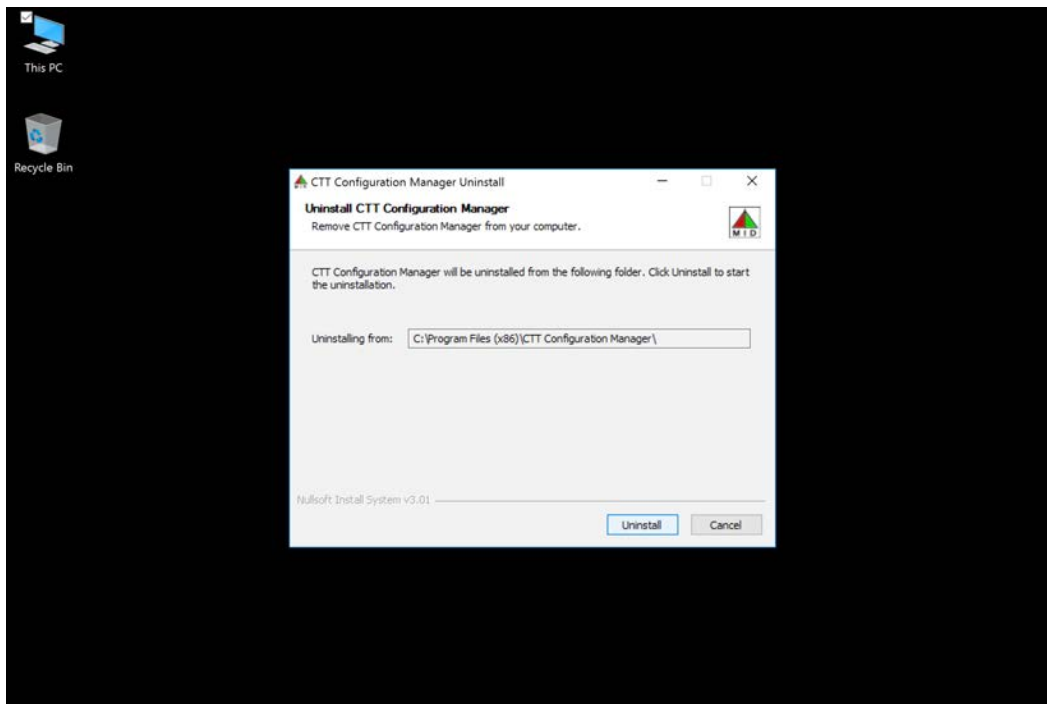 This PC
Recycle Bin
CTT Configuration Manager Uninstall
Uninstall CTT Configuration Manager
Remove CTT Configuration Manager from your computer.
MID
CTT Configuration Manager will be uninstalled from the following folder. Click Uninstall to start
the uninstallation.
Uninstalling from: C:\Program Files (x86)\CTT Configuration Manager\
Nullsoft Install System v3.01
Uninstall Cancel